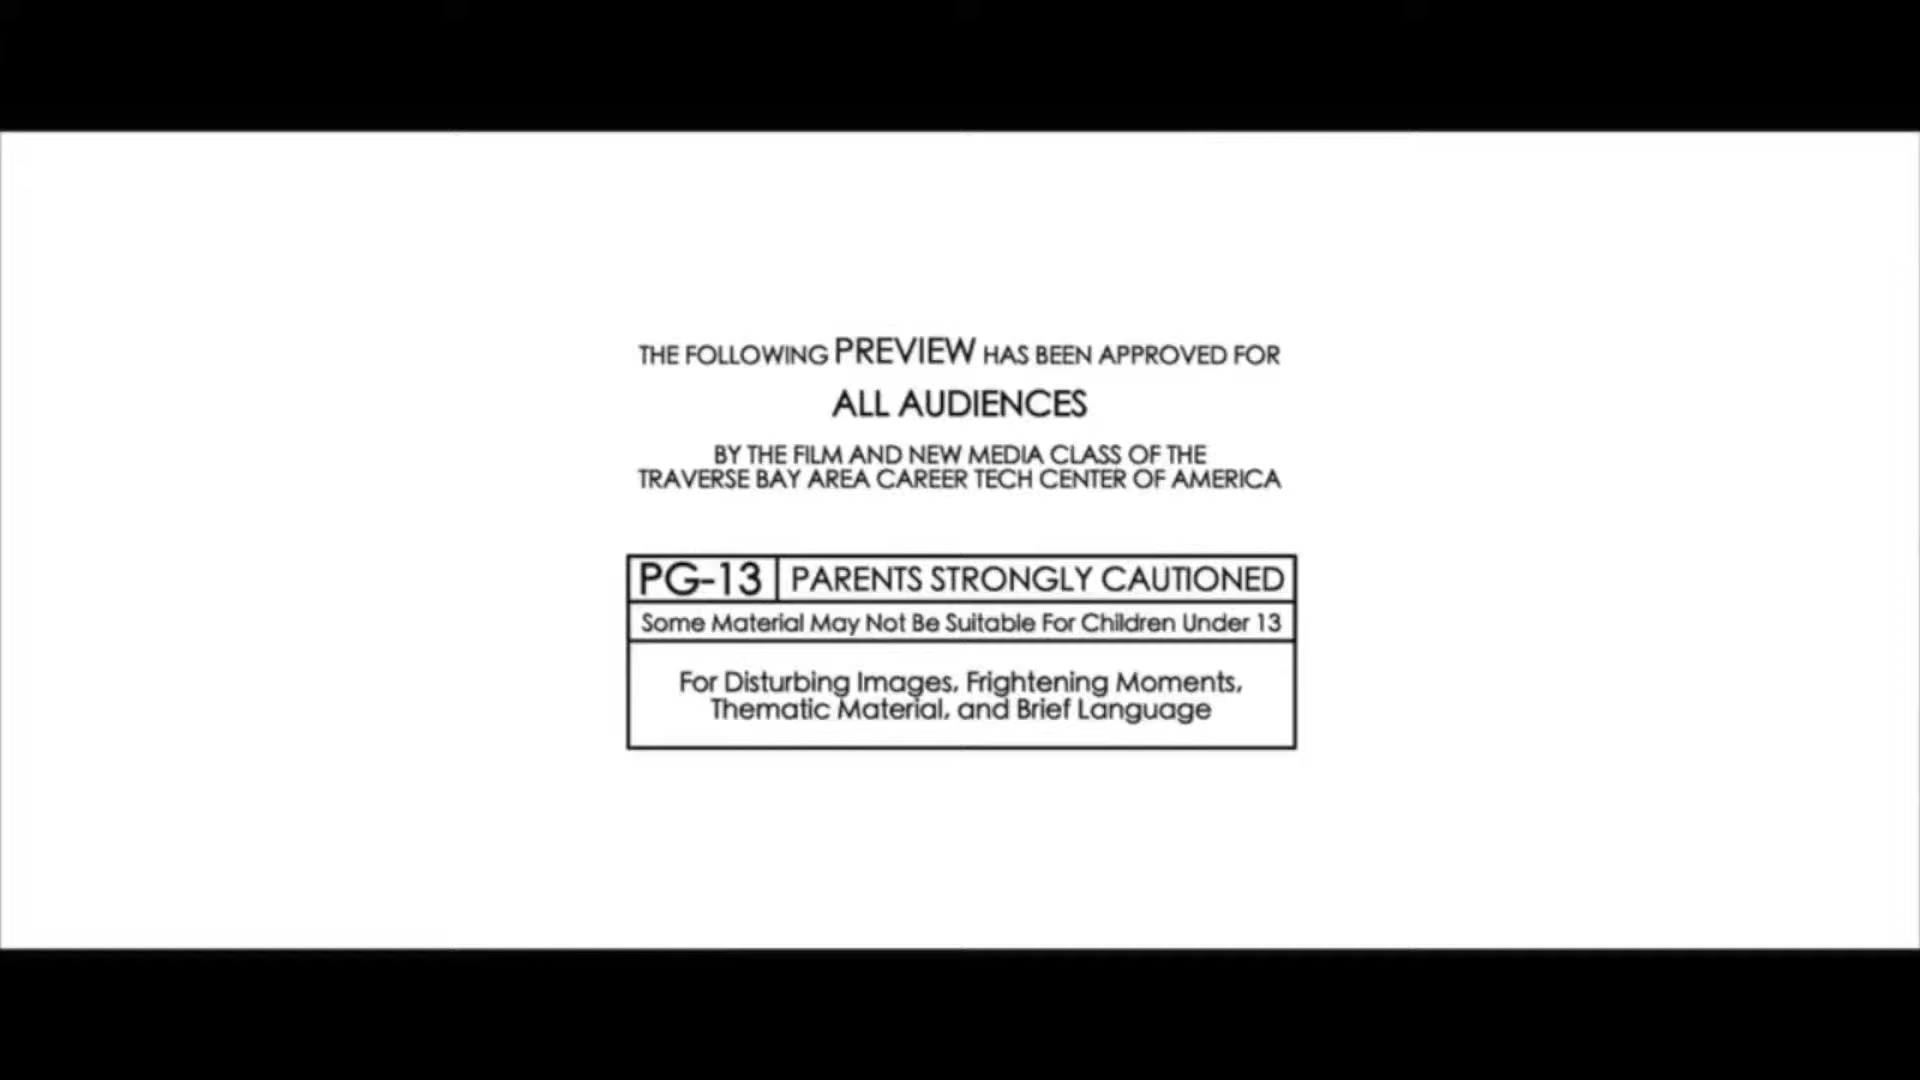 THE FOLLOWING PREVIEW HAS BEEN APPROVED FOR
ALL AUDIENCES
BY THE FILM AND NEW MEDIA CLASS OF THE
TRAVERSE BAY AREA CAREER TECH CENTER OF AMERICA
PG-13 PARENTS STRONGLY CAUTIONED
Some Material May Not Be Suitable For Children Under 13
For Disturbing Images, Frightening Moments,
Thematic Material, and Brief Language